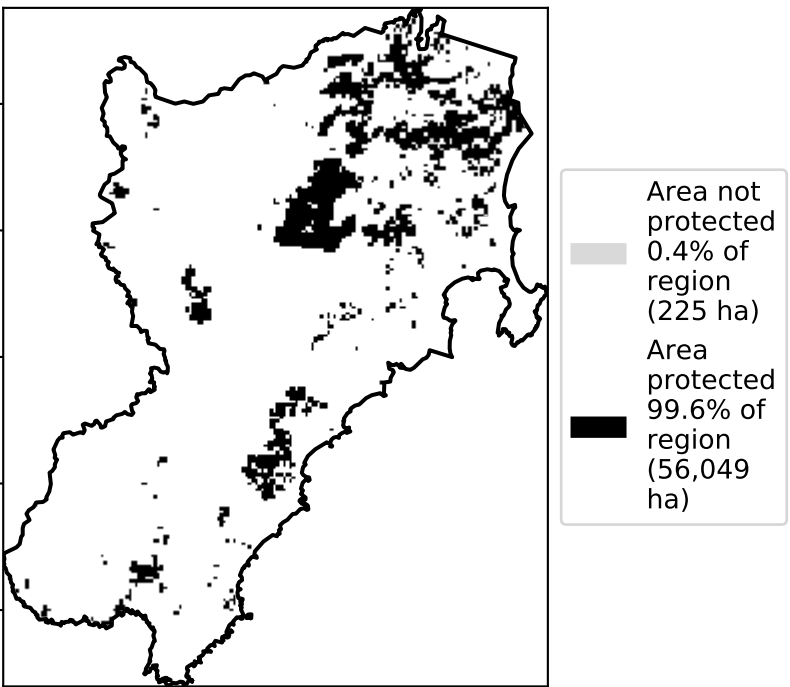 Area not
protected
0.4% of
region
(225 ha)
Area
protected
99.6% of
region
(56,049
ha)